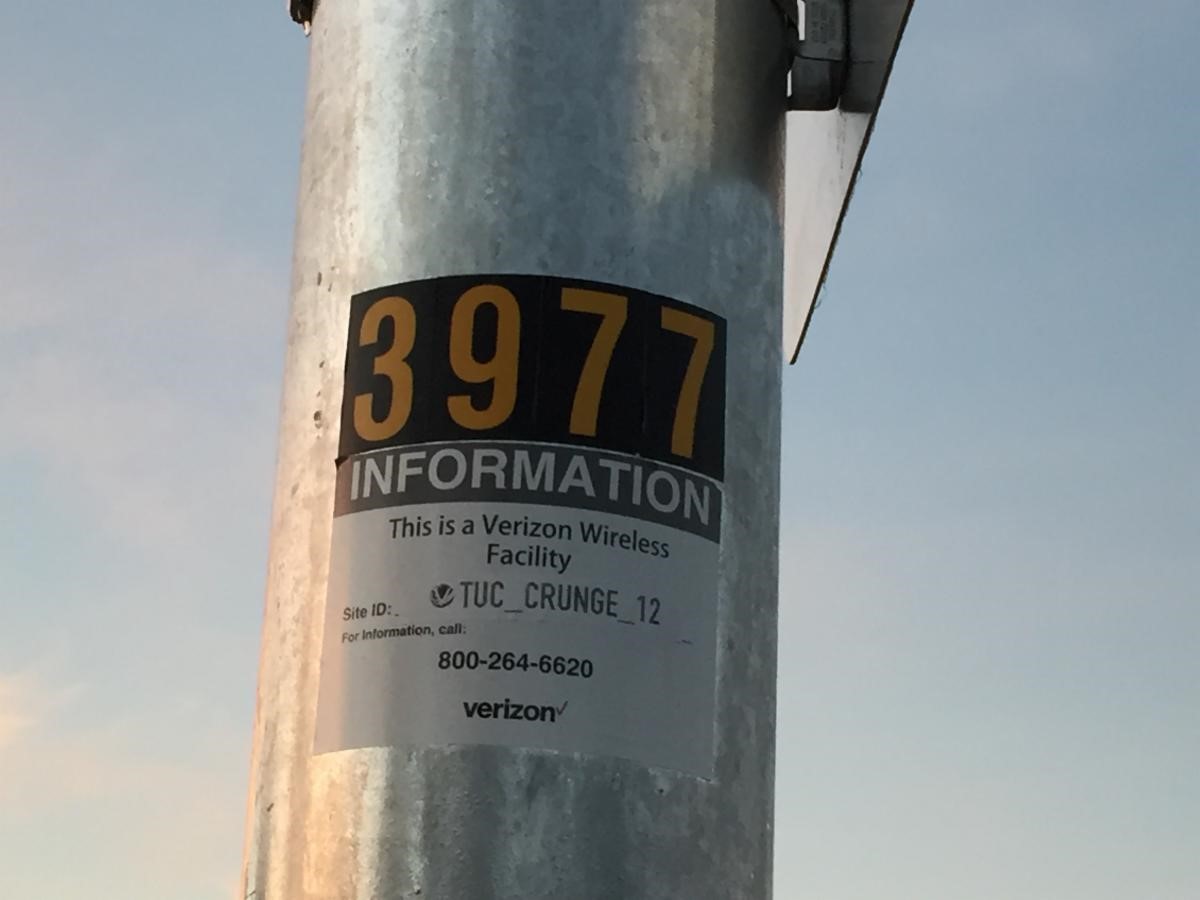 3977
INFORMATION
This is a Verizon Wireless
Facility
Site ID: TUC_CRUNGE_12
For Information, call:
800-264-6620
verizon